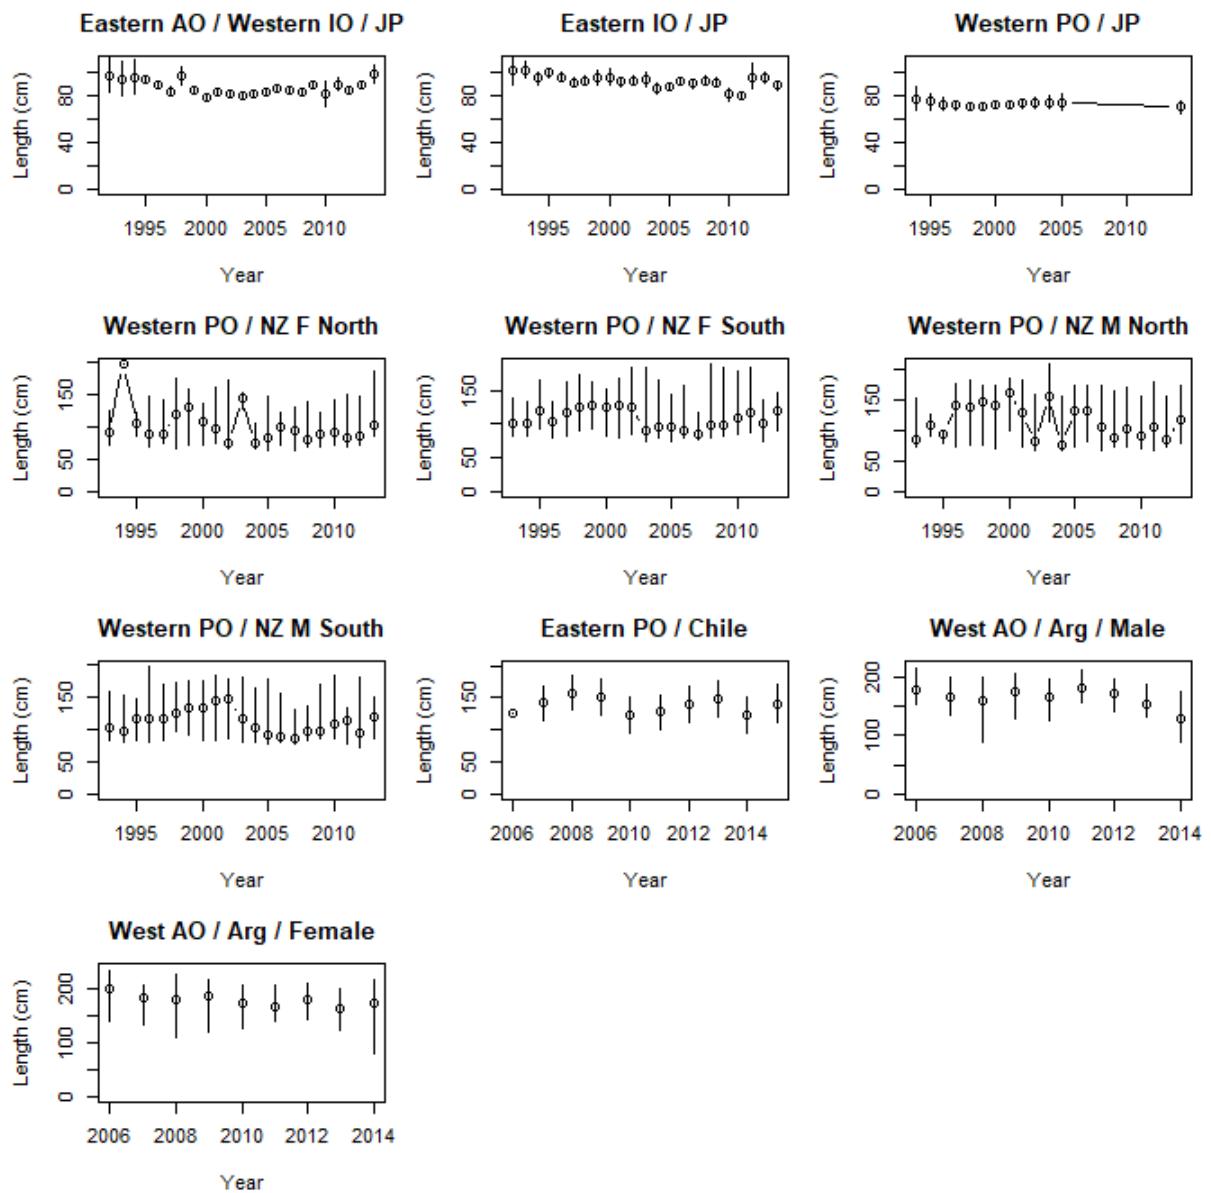 Eastern AO / Western IO / JP
Length (cm)
80
40
0
1995 2000 2005 2010
Year
Eastern IO / JP
Length (cm)
80
40
0
1995 2000 2005 2010
Year
Western PO / JP
Length (cm)
80
40
0
1995 2000 2005 2010
Year
Western PO / NZ F North
Length (cm)
150
50
0
1995 2000 2005 2010
Year
Western PO / NZ F South
Length (cm)
150
50
0
1995 2000 2005 2010
Year
Western PO / NZ M North
Length (cm)
150
50
0
1995 2000 2005 2010
Year
Western PO / NZ M South
Length (cm)
150
50
0
1995 2000 2005 2010
Year
Eastern PO / Chile
Length (cm)
150
50
0
2006 2008 2010 2012 2014
Year
West AO / Arg / Male
Length (cm)
200
100
0
2006 2008 2010 2012 2014
Year
West AO / Arg / Female
Length (cm)
200
100
0
2006 2008 2010 2012 2014
Year